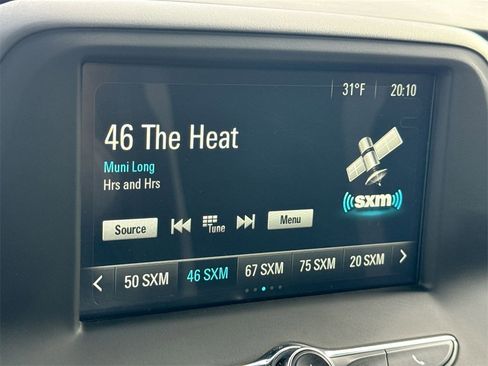 31°F 20:10
46 The Heat
Muni Long
Hrs and Hrs
sxm
Source Tune Menu
50 SXM 46 SXM 67 SXM 75 SXM 20 SXM